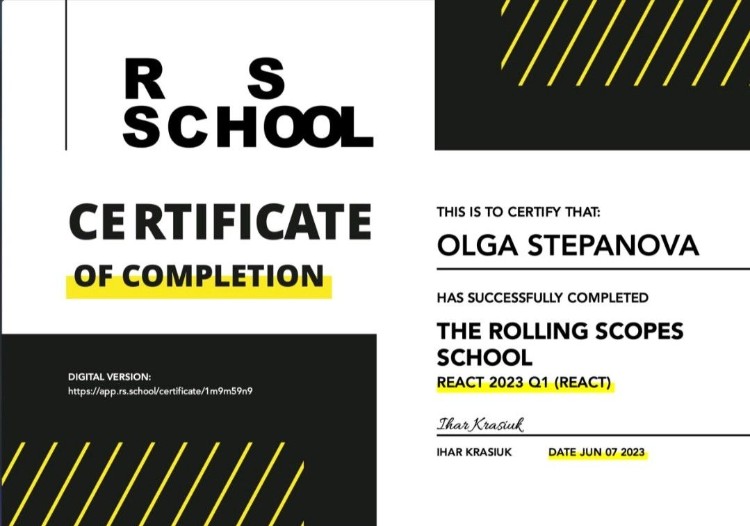 RS
SCHOOL
CERTIFICATE
OF COMPLETION
DIGITAL VERSION:
https://app.rs.school/certificate/1m9m59n9
THIS IS TO CERTIFY THAT:
OLGA STEPANOVA
HAS SUCCESSFULLY COMPLETED
THE ROLLING SCOPES
SCHOOL
REACT 2023 Q1 (REACT)
Ihar Krasiuk
IHAR KRASIUK DATE JUN 07 2023